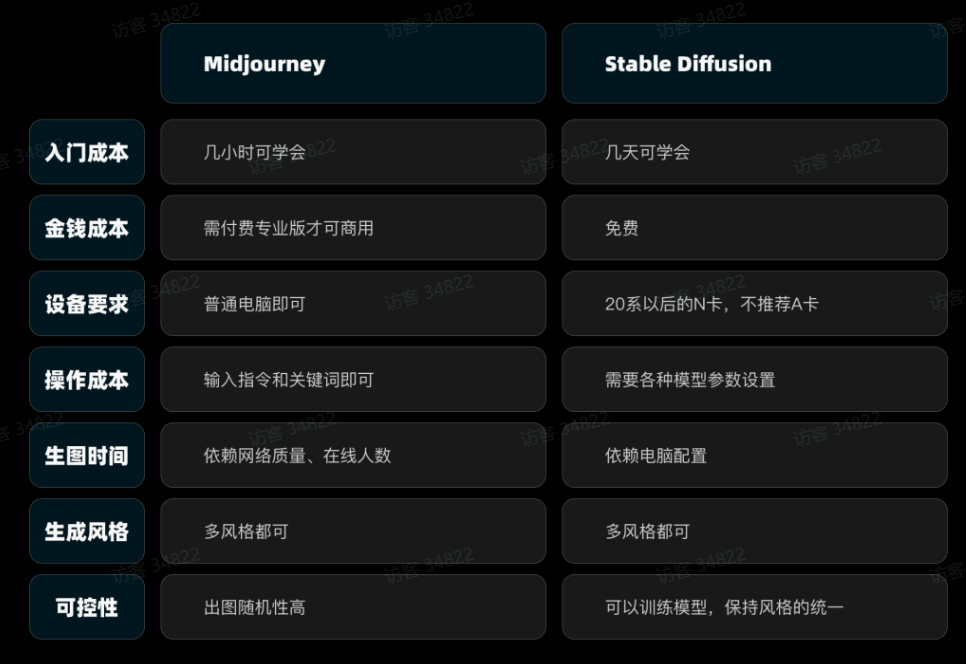 Midjourney
Stable Diffusion
入门成本
几小时可学会
几天可学会
金钱成本
需付费专业版才可商用
免费
设备要求
普通电脑即可
20系以后的N卡，不推荐A卡
操作成本
输入指令和关键词即可
需要各种模型参数设置
生图时间
依赖网络质量、在线人数
依赖电脑配置
生成风格
多风格都可
多风格都可
可控性
出图随机性高
可以训练模型，保持风格的统一
访客 34822